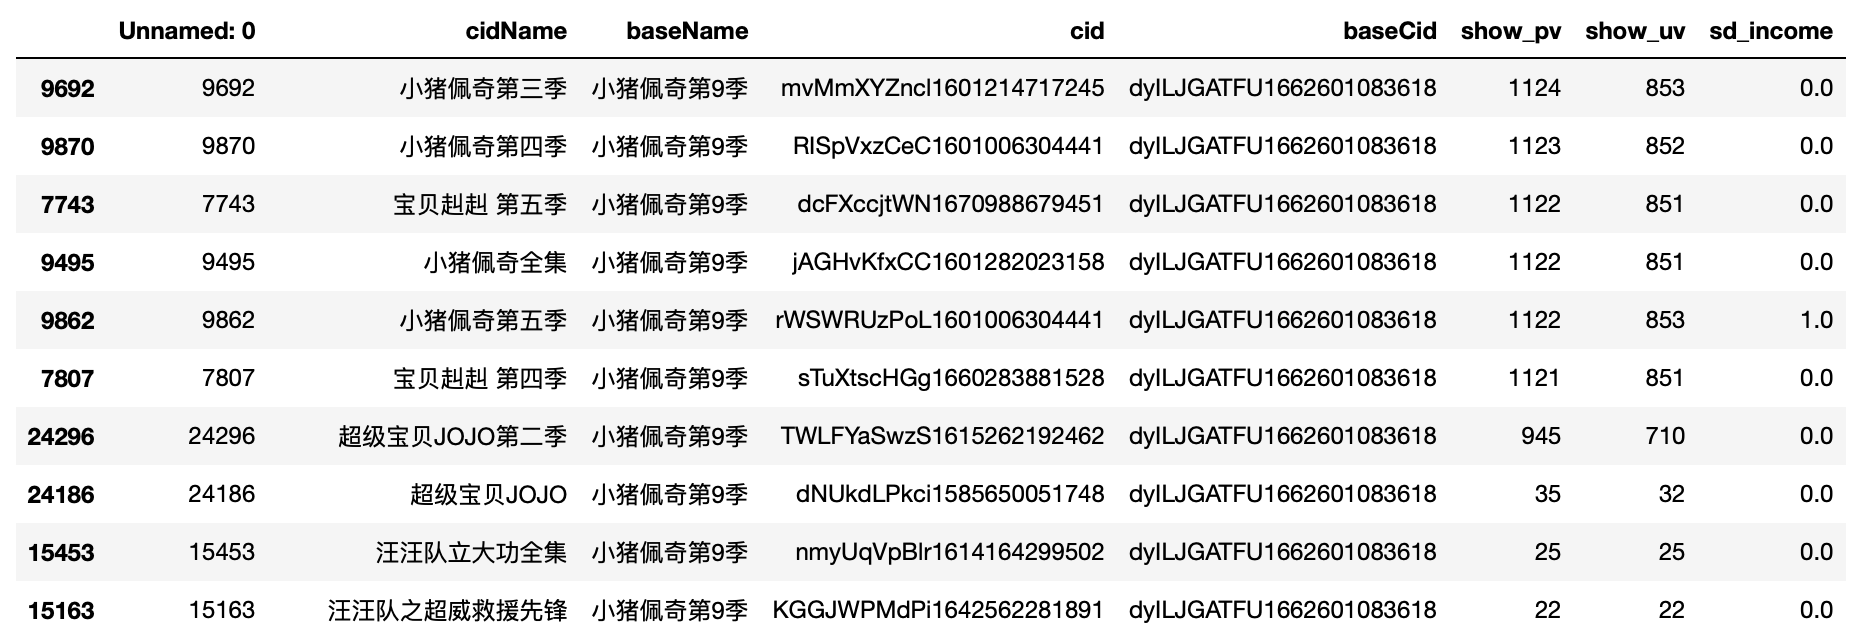 Unnamed: 0 cidName baseName cid baseCid show_pv show_uv sd_income
9692 9692 小猪佩奇第三季 小猪佩奇第9季 mvMmXYZncl1601214717245 dylLJGATFU1662601083618 1124 853 0.0
9870 9870 小猪佩奇第四季 小猪佩奇第9季 RlSpVxzCeC1601006304441 dylLJGATFU1662601083618 1123 852 0.0
7743 7743 宝贝赳赳 第五季 小猪佩奇第9季 dcFXccjtWN1670988679451 dylLJGATFU1662601083618 1122 851 0.0
9495 9495 小猪佩奇全集 小猪佩奇第9季 jAGHvKfxCC1601282023158 dylLJGATFU1662601083618 1122 851 0.0
9862 9862 小猪佩奇第五季 小猪佩奇第9季 rWSWRUzPoL1601006304441 dylLJGATFU1662601083618 1122 853 1.0
7807 7807 宝贝赳赳 第四季 小猪佩奇第9季 sTuXtscHGg1660283881528 dylLJGATFU1662601083618 1121 851 0.0
24296 24296 超级宝贝JOJO第二季 小猪佩奇第9季 TWLFYaSwzS1615262192462 dylLJGATFU1662601083618 945 710 0.0
24186 24186 超级宝贝JOJO 小猪佩奇第9季 dNUkdLPkci1585650051748 dylLJGATFU1662601083618 35 32 0.0
15453 15453 汪汪队立大功全集 小猪佩奇第9季 nmyUqVpBlr1614164299502 dylLJGATFU1662601083618 25 25 0.0
15163 15163 汪汪队之超威救援先锋 小猪佩奇第9季 KGGJWPMdPi1642562281891 dylLJGATFU1662601083618 22 22 0.0